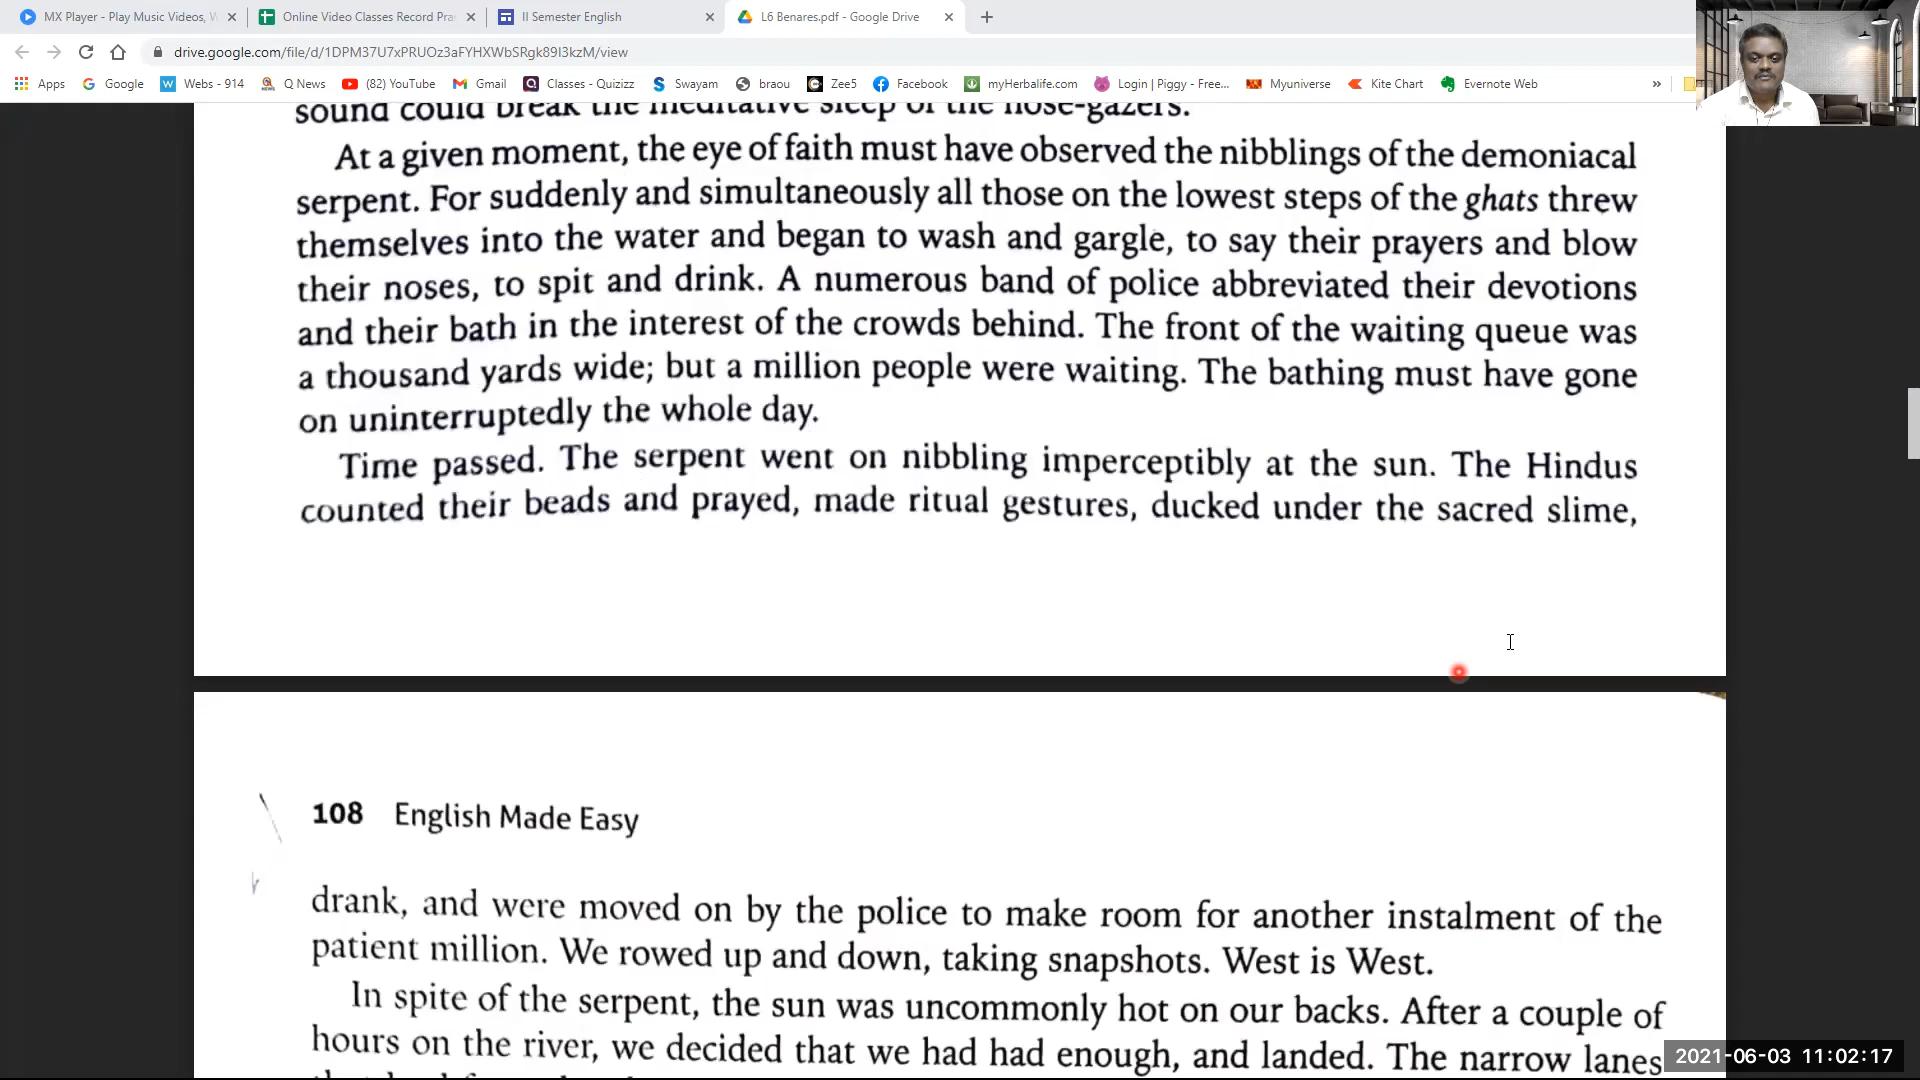 MX Player - Play Music Videos, W
Online Video Classes Record Pra
II Semester English
L6 Benares.pdf - Google Drive
drive.google.com/file/d/1DPM37U7xPRUOz3aFYHXWbSRgk89I3kzM/view
Apps
Google
Webs - 914
Q News
(82) YouTube
Gmail
Classes - Quizizz
Swayam
braou
Zee5
Facebook
myHerbalife.com
Login | Piggy - Free...
Myuniverse
Kite Chart
Evernote Web
»
sound could break the meditative sleep of the nose-gazers.
At a given moment, the eye of faith must have observed the nibblings of the demoniacal
serpent. For suddenly and simultaneously all those on the lowest steps of the ghats threw
themselves into the water and began to wash and gargle, to say their prayers and blow
their noses, to spit and drink. A numerous band of police abbreviated their devotions
and their bath in the interest of the crowds behind. The front of the waiting queue was
a thousand yards wide; but a million people were waiting. The bathing must have gone
on uninterruptedly the whole day.
Time passed. The serpent went on nibbling imperceptibly at the sun. The Hindus
counted their beads and prayed, made ritual gestures, ducked under the sacred slime,
108 English Made Easy
drank, and were moved on by the police to make room for another instalment of the
patient million. We rowed up and down, taking snapshots. West is West.
In spite of the serpent, the sun was uncommonly hot on our backs. After a couple of
hours on the river, we decided that we had had enough, and landed. The narrow lanes
2021-06-03 11:02:17